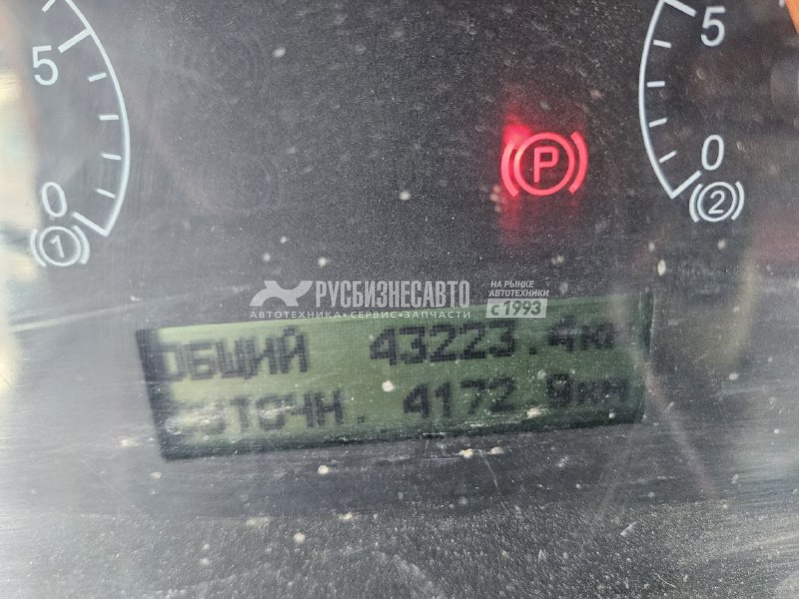 5
5
P
0
0
1
2
РУСБИЗНЕСАВТО
АВТОТЕХНИКА•СЕРВИС•ЗАПЧАСТИ
НА РЫНКЕ
АВТОТЕХНИКИ
с 1993
ОБЩИЙ 43223.4км
СУТОЧН. 4172.9км